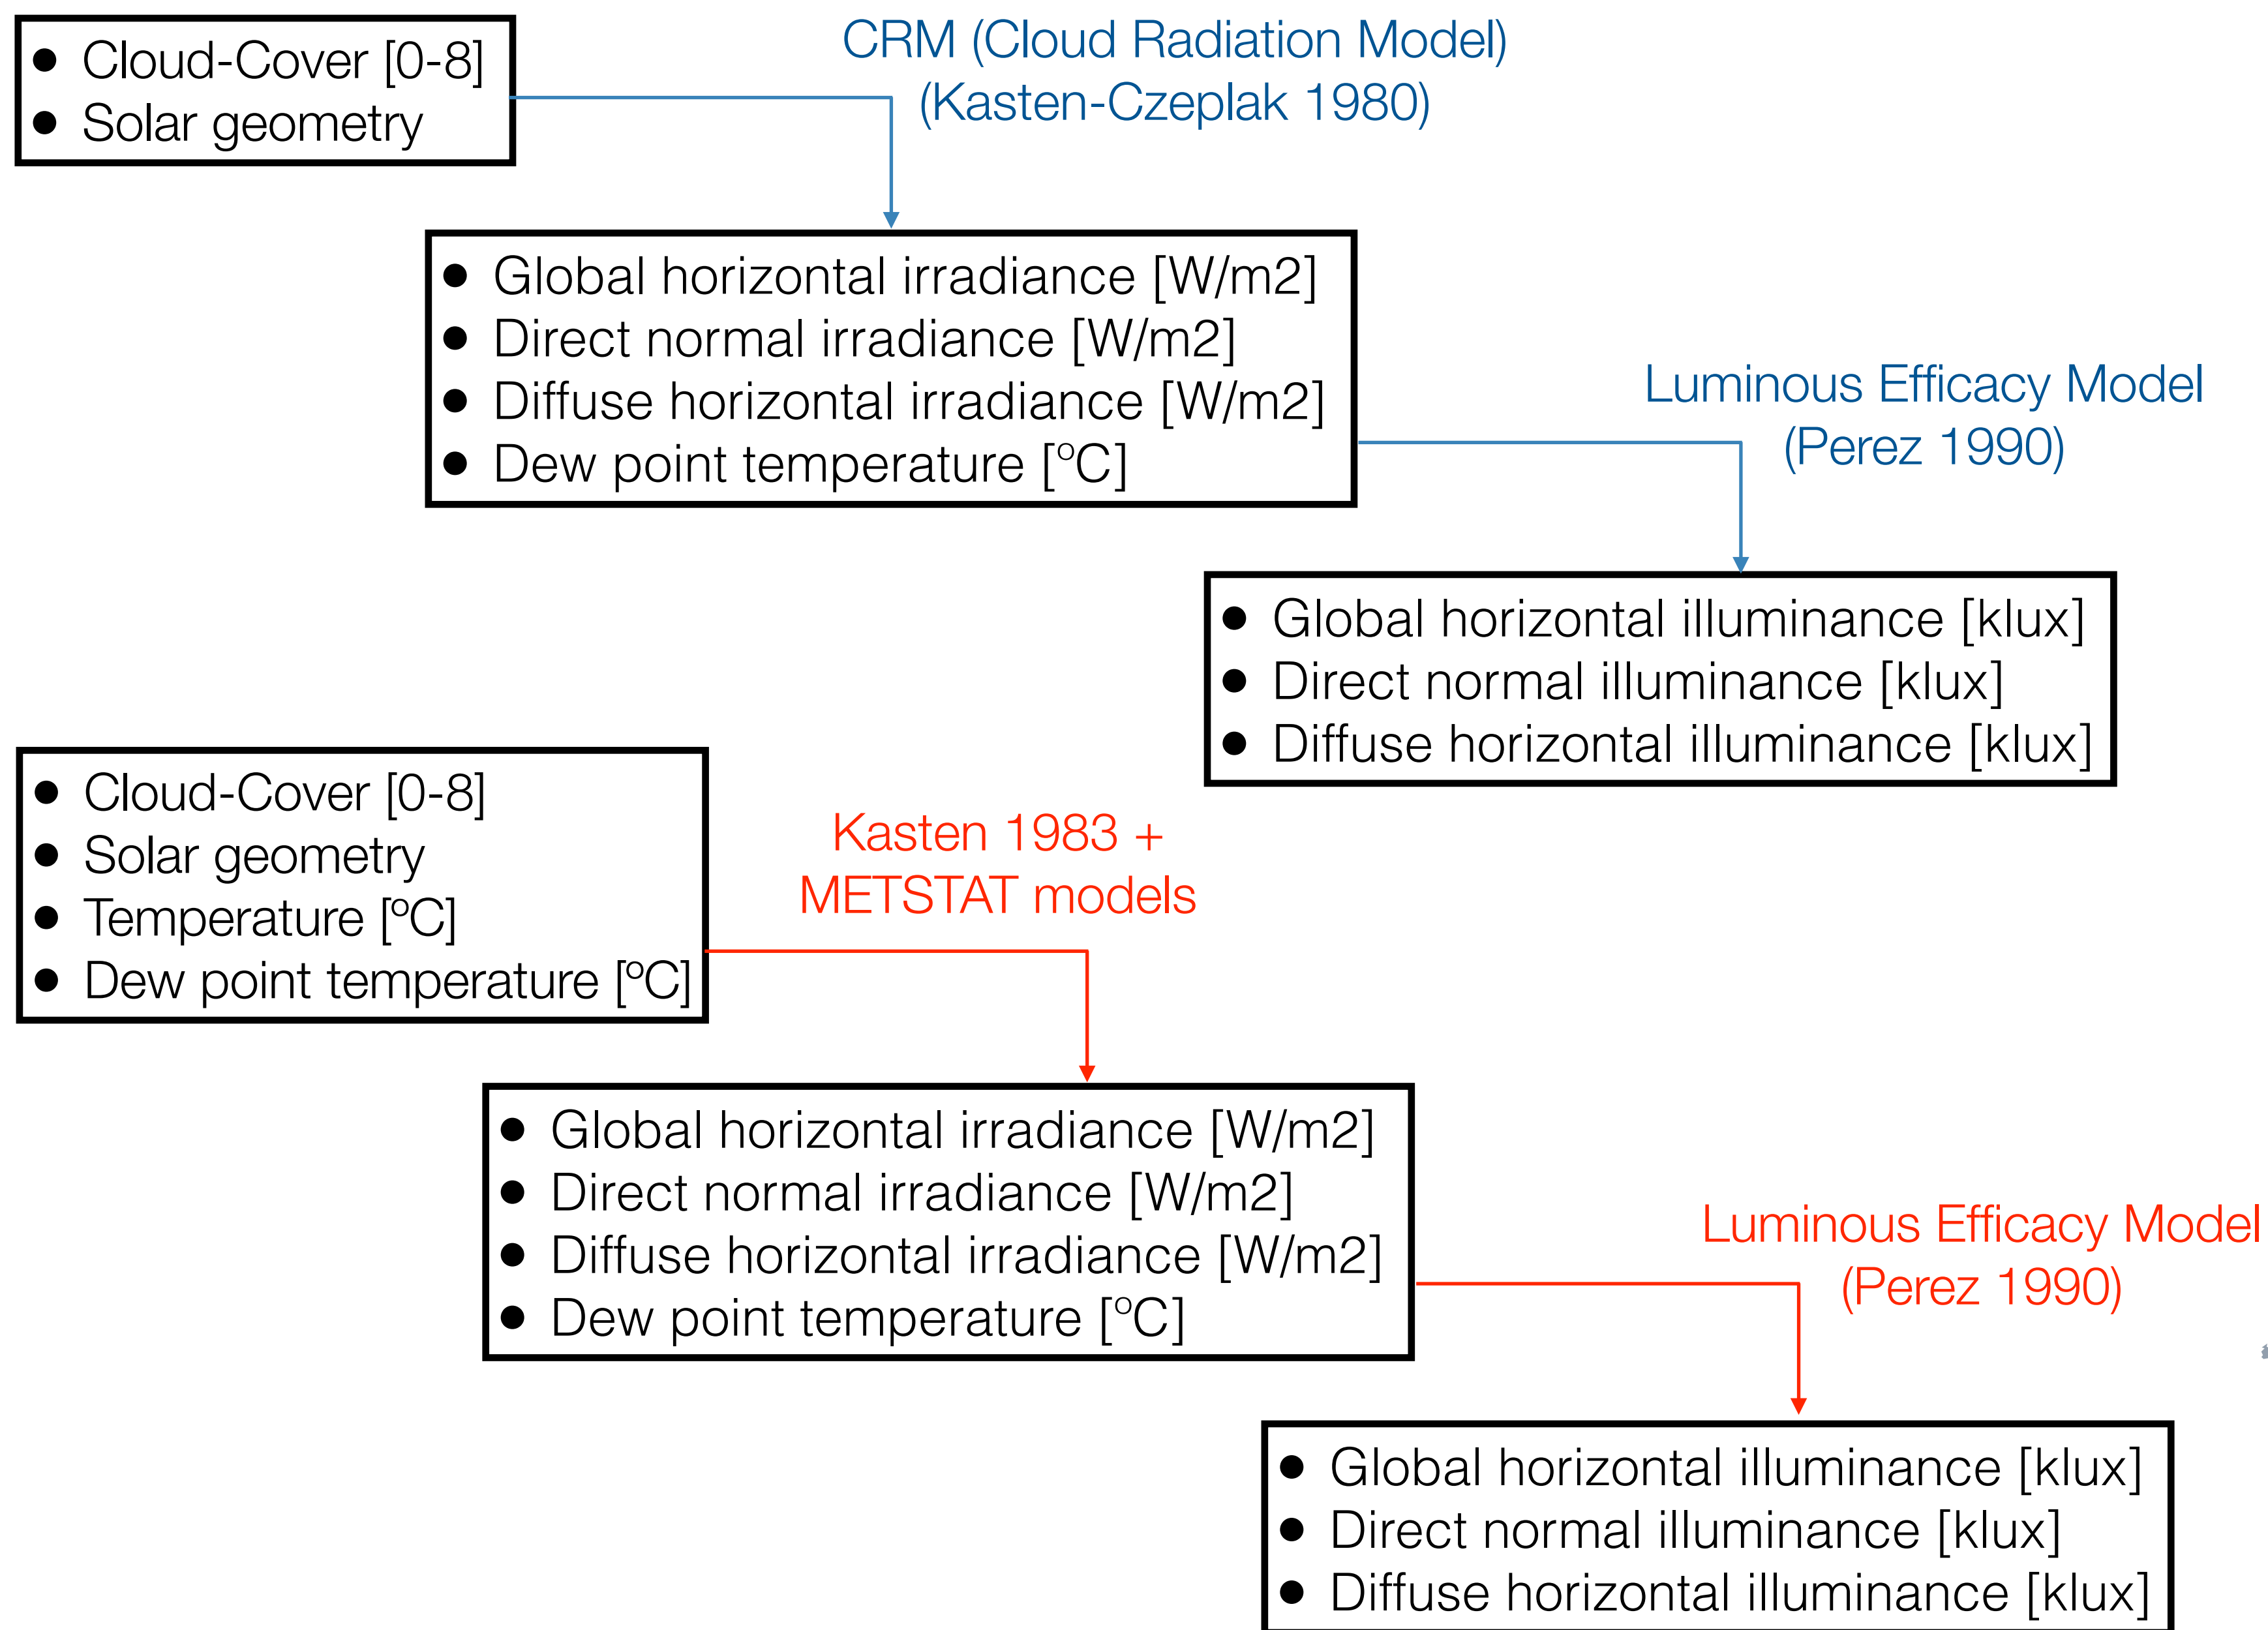 ● Cloud-Cover [0-8]
● Solar geometry
CRM (Cloud Radiation Model)
(Kasten-Czeplak 1980)
● Global horizontal irradiance [W/m2]
● Direct normal irradiance [W/m2]
● Diffuse horizontal irradiance [W/m2]
● Dew point temperature [ºC]
Luminous Efficacy Model
(Perez 1990)
● Global horizontal illuminance [klux]
● Direct normal illuminance [klux]
● Diffuse horizontal illuminance [klux]
● Cloud-Cover [0-8]
● Solar geometry
● Temperature [ºC]
● Dew point temperature [ºC]
Kasten 1983 +
METSTAT models
● Global horizontal irradiance [W/m2]
● Direct normal irradiance [W/m2]
● Diffuse horizontal irradiance [W/m2]
● Dew point temperature [ºC]
Luminous Efficacy Model
(Perez 1990)
● Global horizontal illuminance [klux]
● Direct normal illuminance [klux]
● Diffuse horizontal illuminance [klux]